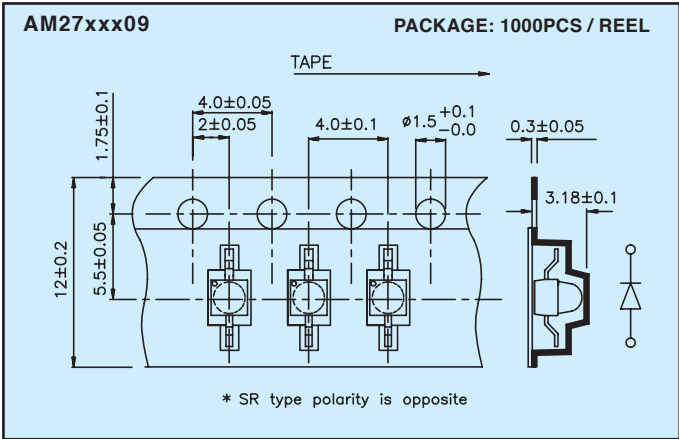 AM27xxx09
PACKAGE: 1000PCS / REEL
TAPE
4.0±0.05
2±0.05
4.0±0.1
ø1.5 +0.1
-0.0
0.3±0.05
3.18±0.1
1.75±0.1
5.5±0.05
12±0.2
* SR type polarity is opposite